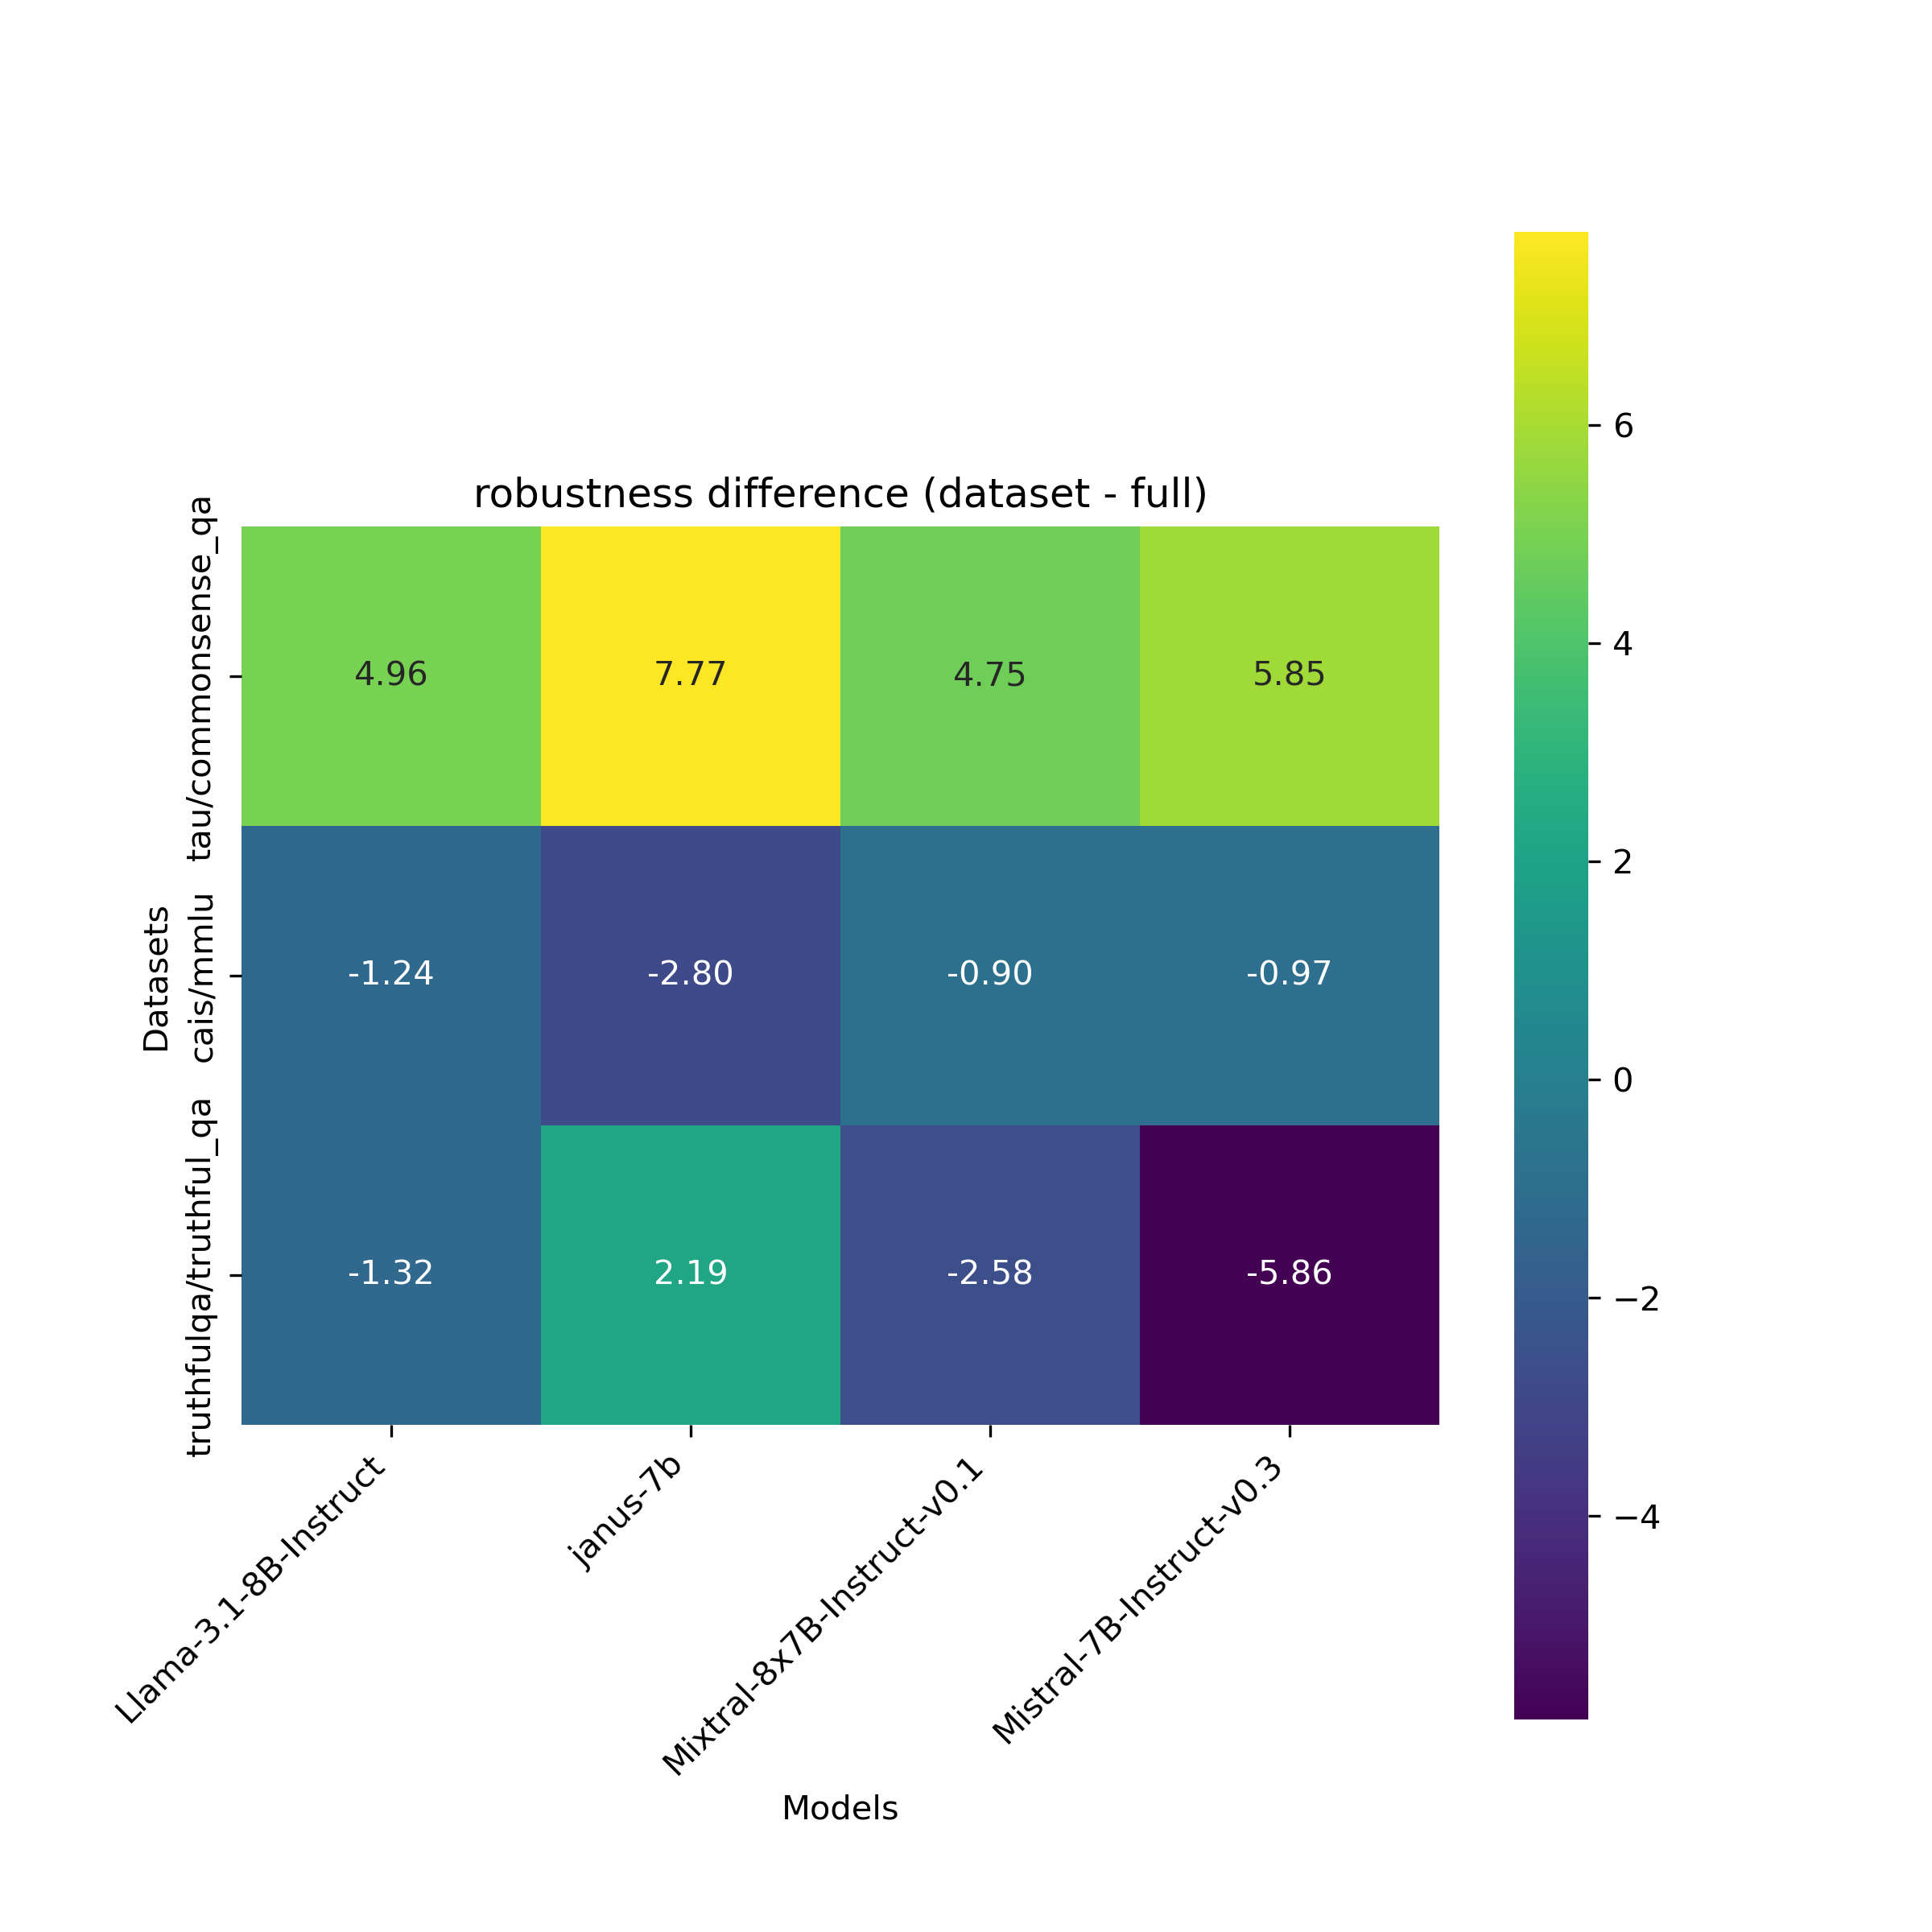 robustness difference (dataset - full)
Datasets
tau/commonsense_qa
4.96 7.77 4.75 5.85
cais/mmlu
-1.24 -2.80 -0.90 -0.97
truthfulqa/truthful_qa
-1.32 2.19 -2.58 -5.86
Llama-3.1-8B-Instruct
janus-7b
Mixtral-8x7B-Instruct-v0.1
Mistral-7B-Instruct-v0.3
Models
6
4
2
0
−2
−4